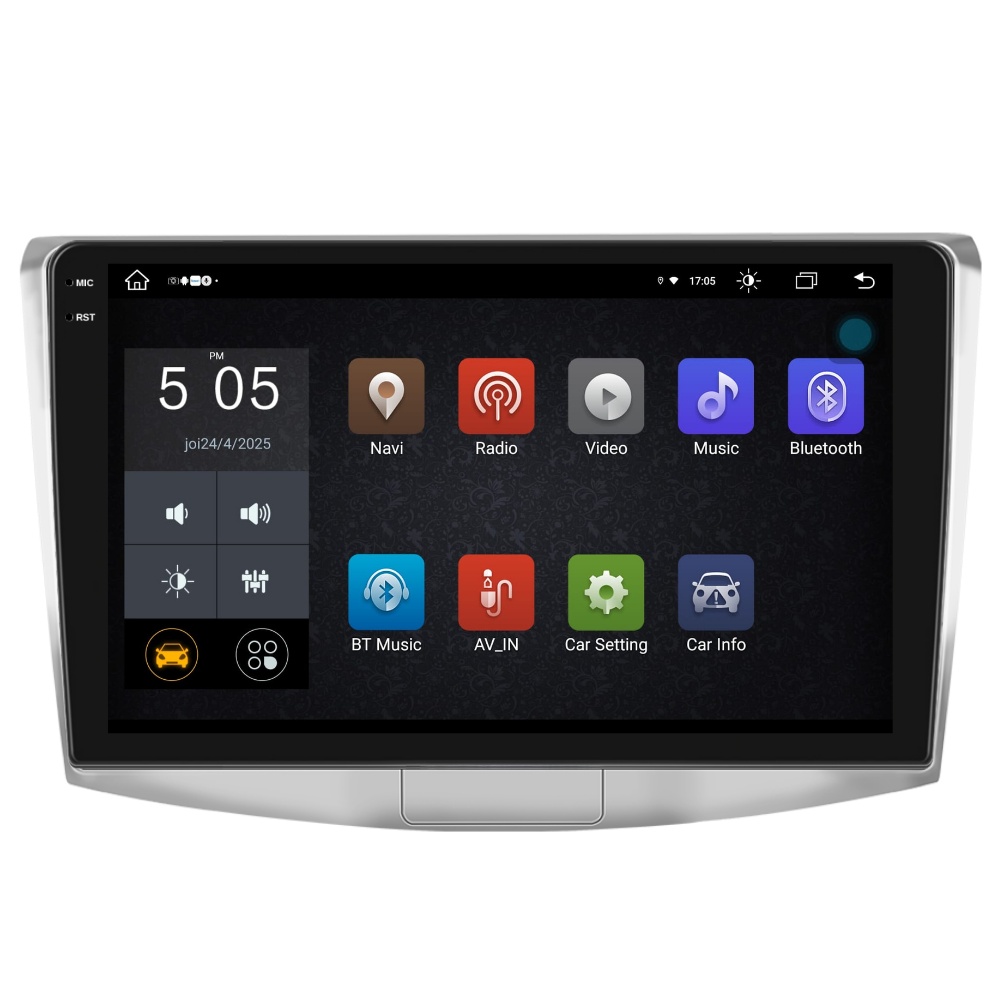 MIC
RST
17:05
PM
5 05
joi24/4/2025
Navi
Radio
Video
Music
Bluetooth
BT Music
AV_IN
Car Setting
Car Info